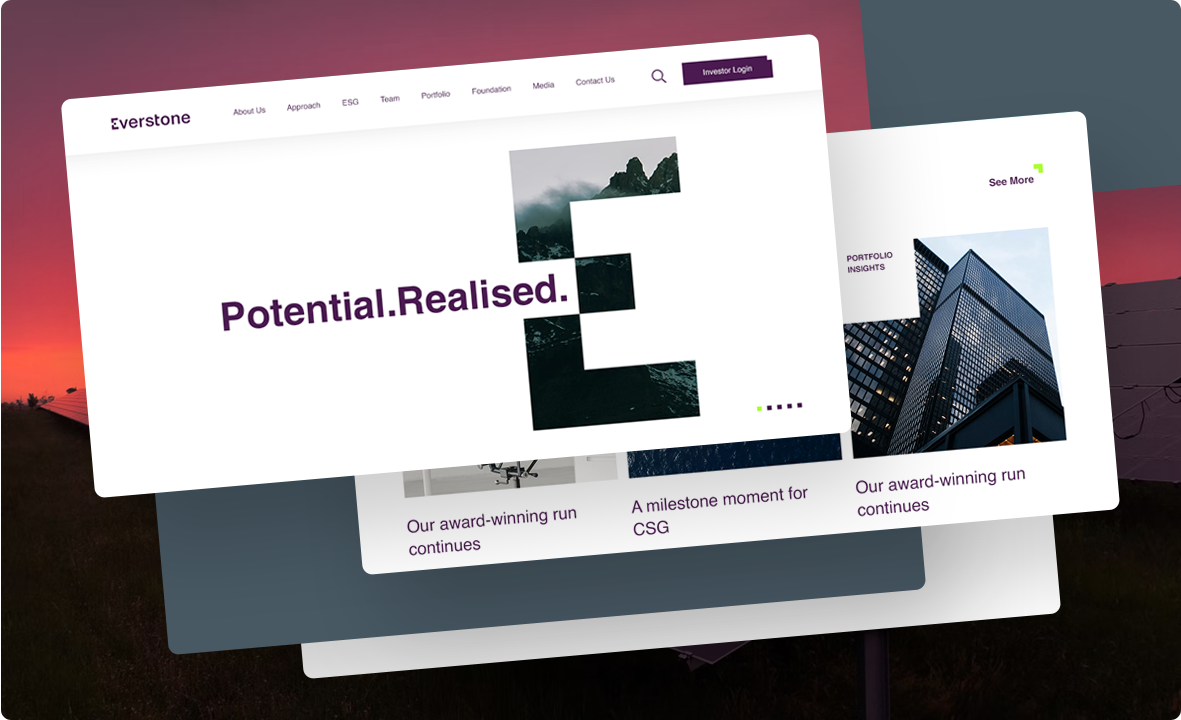 Everstone
About Us
Approach
ESG
Team
Portfolio
Foundation
Media
Contact Us
Investor Login
Potential.Realised.
See More
PORTFOLIO
INSIGHTS
Our award-winning run
continues
A milestone moment for
CSG
Our award-winning run
continues